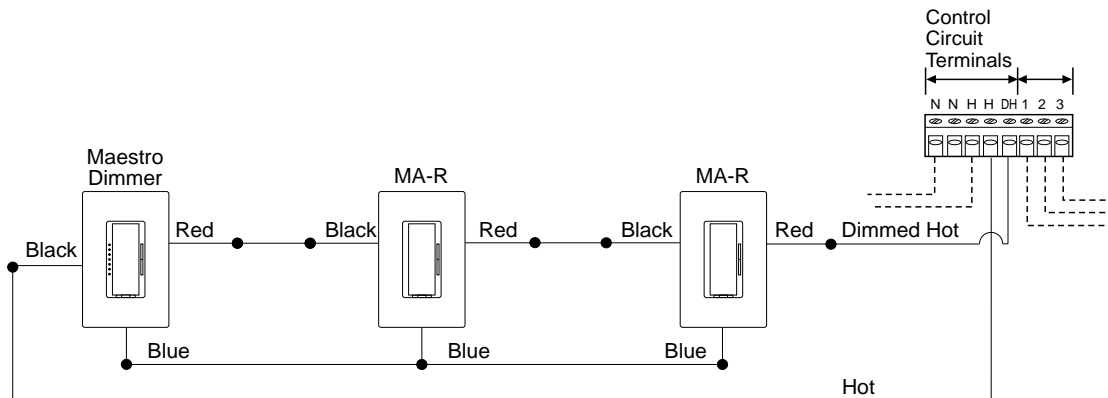 Control
Circuit
Terminals
N N H H DH 1 2 3
Maestro
Dimmer
MA-R
MA-R
Black
Red
Black
Red
Black
Red
Dimmed Hot
Blue
Blue
Blue
Hot